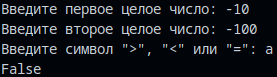 Введите первое целое число: -10
Введите второе целое число: -100
Введите символ ">", "<" или "=": a
False